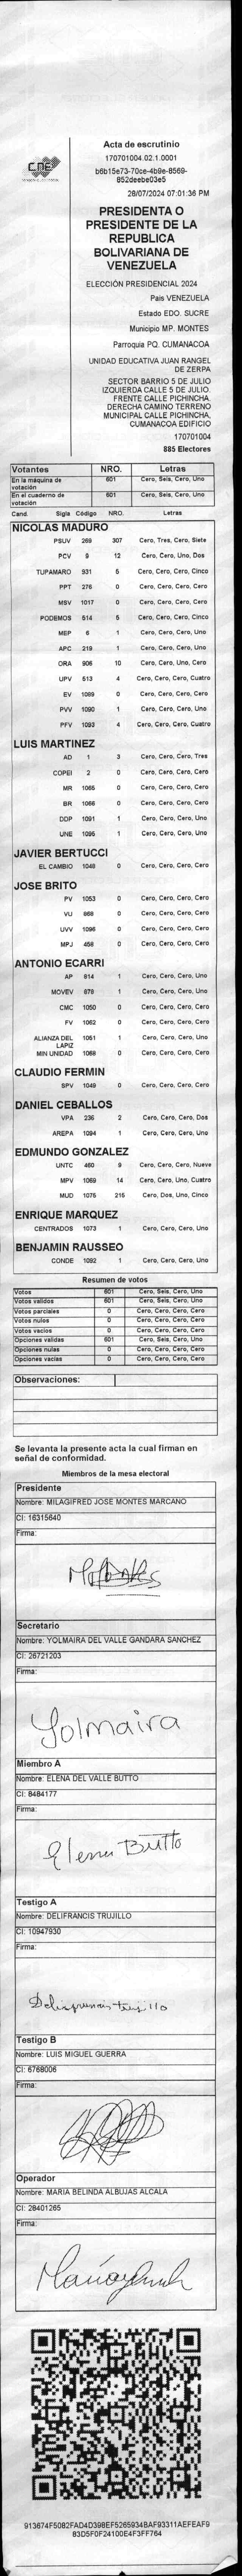 CNE
Acta de escrutinio
170701004.02.1.0001
b6b15e73-70ce-4b9e-8569-
852deebe03e5
28/07/2024 07:01:36 PM
PRESIDENTA O
PRESIDENTE DE LA
REPUBLICA
BOLIVARIANA DE
VENEZUELA
ELECCIÓN PRESIDENCIAL 2024
Pais VENEZUELA
Estado EDO. SUCRE
Municipio MP. MONTES
Parroquia PQ. CUMANACOA
UNIDAD EDUCATIVA JUAN RANGEL
DE ZERPA
SECTOR BARRIO 5 DE JULIO
IZQUIERDA CALLE 5 DE JULIO.
FRENTE CALLE PICHINCHA.
DERECHA CAMINO TERRENO
MUNICIPAL CALLE PICHINCHA,
CUMANACOA EDIFICIO
170701004
885 Electores
Votantes NRO. Letras
En la máquina de votación 601 Cero, Seis, Cero, Uno
En el cuaderno de votación 601 Cero, Seis, Cero, Uno
Cand. Sigla Código NRO. Letras
NICOLAS MADURO
PSUV 269 307 Cero, Tres, Cero, Siete
PCV 9 12 Cero, Cero, Uno, Dos
TUPAMARO 931 5 Cero, Cero, Cero, Cinco
PPT 276 0 Cero, Cero, Cero, Cero
MSV 1017 0 Cero, Cero, Cero, Cero
PODEMOS 514 5 Cero, Cero, Cero, Cinco
MEP 6 1 Cero, Cero, Cero, Uno
APC 219 1 Cero, Cero, Cero, Uno
ORA 906 10 Cero, Cero, Uno, Cero
UPV 513 4 Cero, Cero, Cero, Cuatro
EV 1089 0 Cero, Cero, Cero, Cero
PVV 1090 1 Cero, Cero, Cero, Uno
PFV 1093 4 Cero, Cero, Cero, Cuatro
LUIS MARTINEZ
AD 1 3 Cero, Cero, Cero, Tres
COPEI 2 0 Cero, Cero, Cero, Cero
MR 1065 0 Cero, Cero, Cero, Cero
BR 1066 0 Cero, Cero, Cero, Cero
DDP 1091 1 Cero, Cero, Cero, Uno
UNE 1095 1 Cero, Cero, Cero, Uno
JAVIER BERTUCCI
EL CAMBIO 1048 0 Cero, Cero, Cero, Cero
JOSE BRITO
PV 1053 0 Cero, Cero, Cero, Cero
VU 868 0 Cero, Cero, Cero, Cero
UVV 1096 0 Cero, Cero, Cero, Cero
MPJ 458 0 Cero, Cero, Cero, Cero
ANTONIO ECARRI
AP 814 1 Cero, Cero, Cero, Uno
MOVEV 878 1 Cero, Cero, Cero, Uno
CMC 1050 0 Cero, Cero, Cero, Cero
FV 1062 0 Cero, Cero, Cero, Cero
ALIANZA DEL LAPIZ 1051 1 Cero, Cero, Cero, Uno
MIN UNIDAD 1068 0 Cero, Cero, Cero, Cero
CLAUDIO FERMIN
SPV 1049 0 Cero, Cero, Cero, Cero
DANIEL CEBALLOS
VPA 236 2 Cero, Cero, Cero, Dos
AREPA 1094 1 Cero, Cero, Cero, Uno
EDMUNDO GONZALEZ
UNTC 460 9 Cero, Cero, Cero, Nueve
MPV 1069 14 Cero, Cero, Uno, Cuatro
MUD 1075 215 Cero, Dos, Uno, Cinco
ENRIQUE MARQUEZ
CENTRADOS 1073 1 Cero, Cero, Cero, Uno
BENJAMIN RAUSSEO
CONDE 1092 1 Cero, Cero, Cero, Uno
Resumen de votos
Votos 601 Cero, Seis, Cero, Uno
Votos validos 601 Cero, Seis, Cero, Uno
Votos parciales 0 Cero, Cero, Cero, Cero
Votos nulos 0 Cero, Cero, Cero, Cero
Votos vacios 0 Cero, Cero, Cero, Cero
Opciones validas 601 Cero, Seis, Cero, Uno
Opciones nulas 0 Cero, Cero, Cero, Cero
Opciones vacias 0 Cero, Cero, Cero, Cero
Observaciones:
Se levanta la presente acta la cual firman en
señal de conformidad.
Miembros de la mesa electoral
Presidente
Nombre: MILAGIFRED JOSE MONTES MARCANO
CI: 16315640
Firma:
Secretario
Nombre: YOLMAIRA DEL VALLE GANDARA SANCHEZ
CI: 26721203
Firma:
Yolmaira
Miembro A
Nombre: ELENA DEL VALLE BUTTO
CI: 8484177
Firma:
Elena Butto
Testigo A
Nombre: DELIFRANCIS TRUJILLO
CI: 10947930
Firma:
Delifrancis trujillo
Testigo B
Nombre: LUIS MIGUEL GUERRA
CI: 6768006
Firma:
Operador
Nombre: MARIA BELINDA ALBUJAS ALCALA
CI: 28401265
Firma:
913674F5082FAD4D398EF5265934BAF93311AEFEAF9
83D5F0F24100E4F3FF764